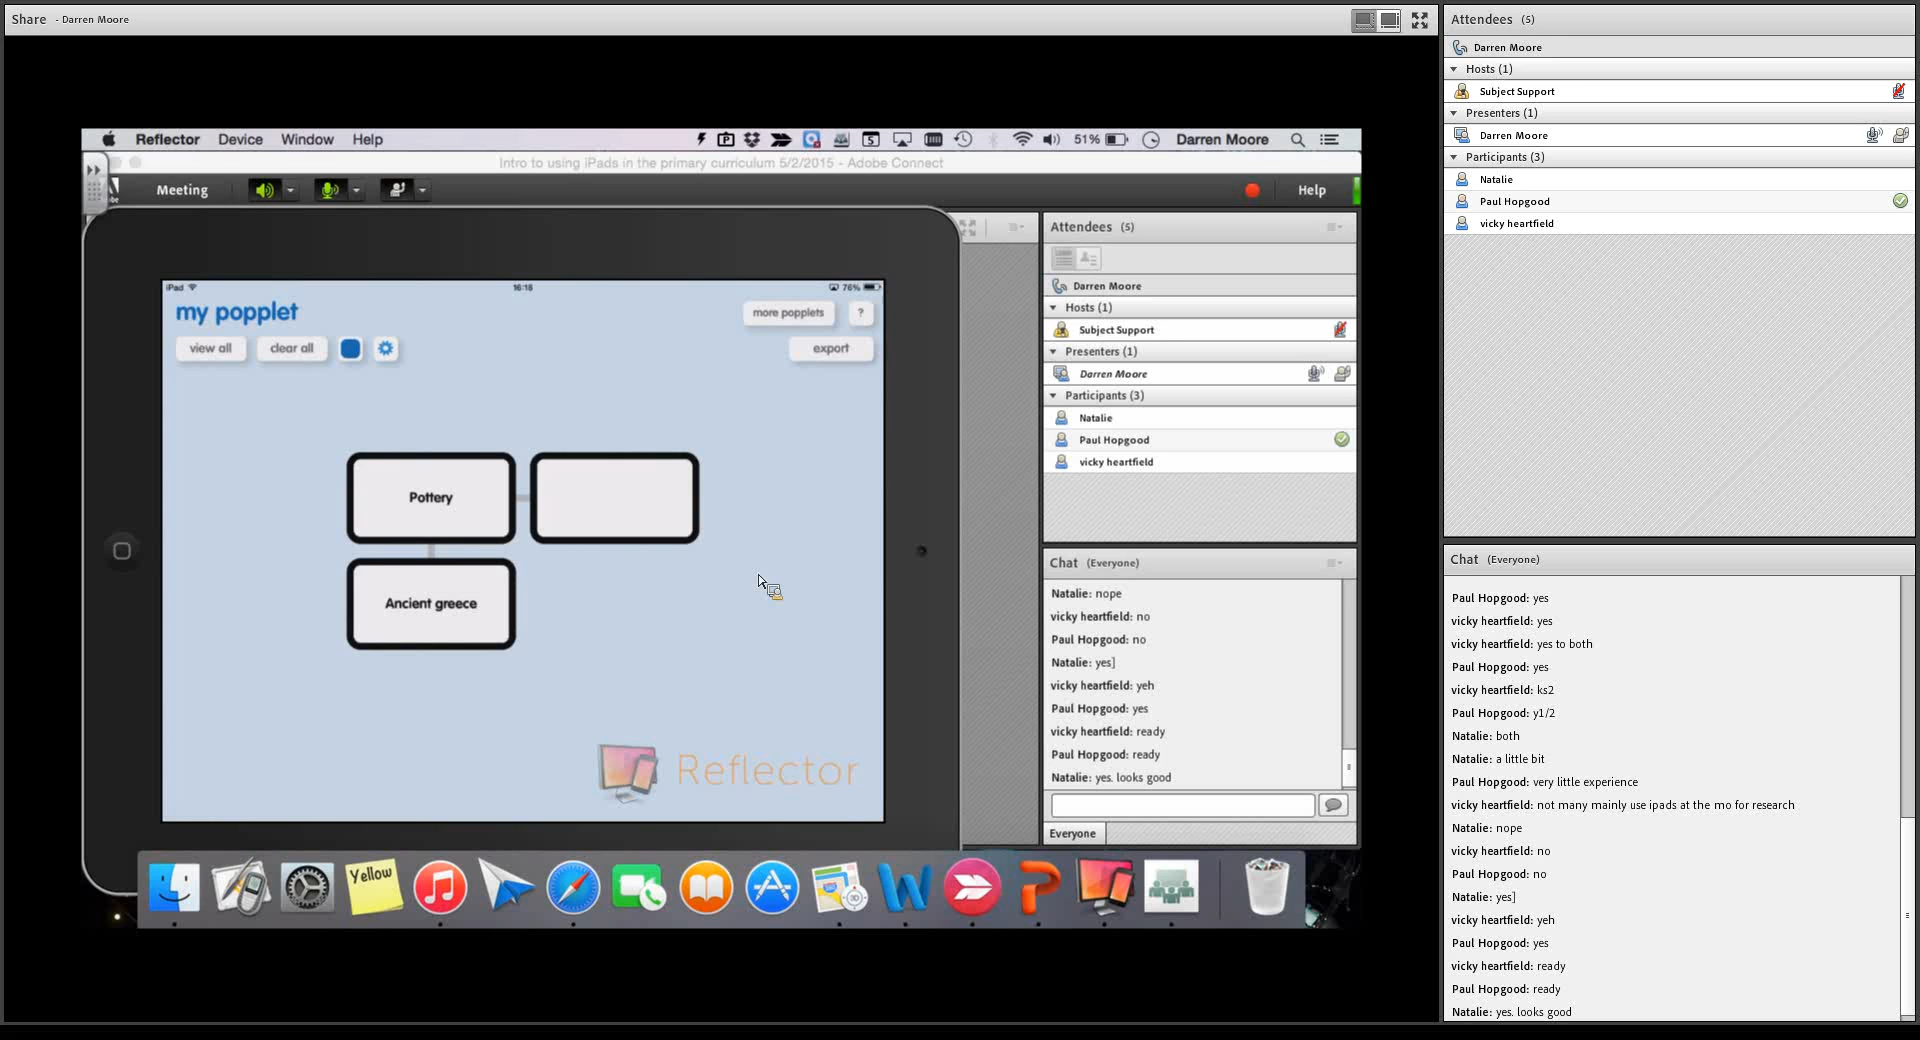 Share - Darren Moore
Reflector Device Window Help 51% Darren Moore
Intro to using iPads in the primary curriculum 5/2/2015 - Adobe Connect
Meeting Help
iPad 16:18 76%
my popplet more popplets ?
view all clear all export
Pottery
Ancient greece
Reflector
Attendees (5)
Darren Moore
Hosts (1)
Subject Support
Presenters (1)
Darren Moore
Participants (3)
Natalie
Paul Hopgood
vicky heartfield
Chat (Everyone)
Natalie: nope
vicky heartfield: no
Paul Hopgood: no
Natalie: yes]
vicky heartfield: yeh
Paul Hopgood: yes
vicky heartfield: ready
Paul Hopgood: ready
Natalie: yes. looks good
Everyone
Yellow
Attendees (5)
Darren Moore
Hosts (1)
Subject Support
Presenters (1)
Darren Moore
Participants (3)
Natalie
Paul Hopgood
vicky heartfield
Chat (Everyone)
Paul Hopgood: yes
vicky heartfield: yes
vicky heartfield: yes to both
Paul Hopgood: yes
vicky heartfield: ks2
Paul Hopgood: y1/2
Natalie: both
Natalie: a little bit
Paul Hopgood: very little experience
vicky heartfield: not many mainly use ipads at the mo for research
Natalie: nope
vicky heartfield: no
Paul Hopgood: no
Natalie: yes]
vicky heartfield: yeh
Paul Hopgood: yes
vicky heartfield: ready
Paul Hopgood: ready
Natalie: yes. looks good